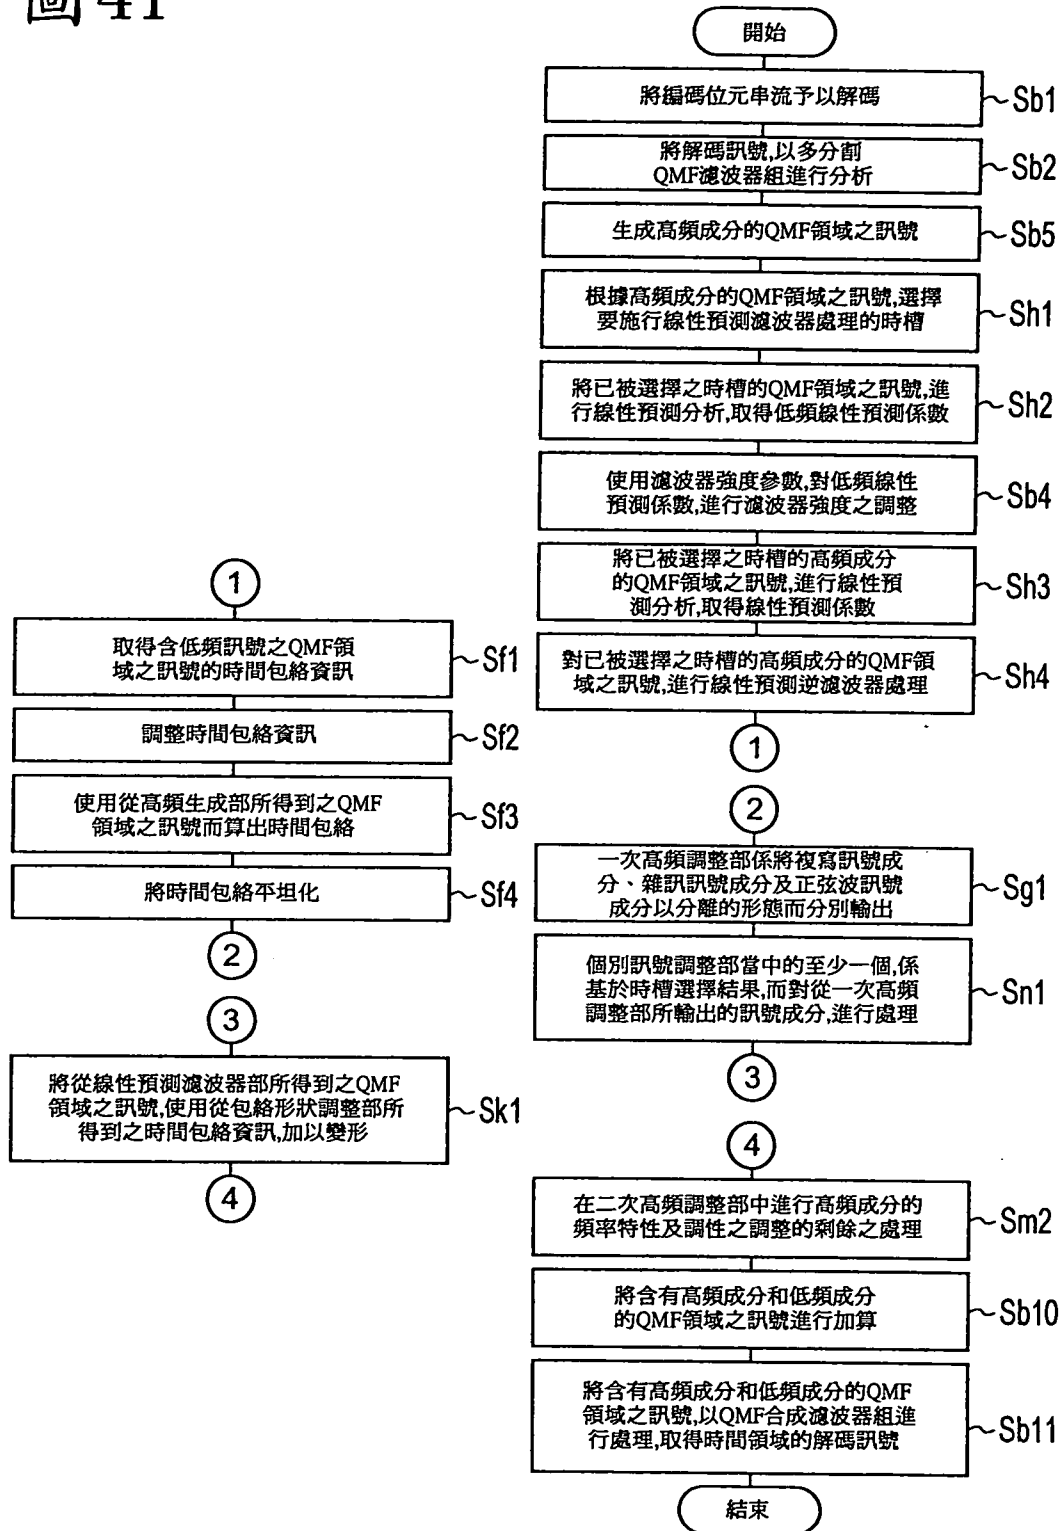 圖41
開始
將編碼位元串流予以解碼
Sb1
將解碼訊號,以多分割
QMF濾波器組進行分析
Sb2
生成高頻成分的QMF領域之訊號
Sb5
根據高頻成分的QMF領域之訊號,選擇
要施行線性預測濾波器處理的時槽
Sh1
將已被選擇之時槽的QMF領域之訊號,進
行線性預測分析,取得低頻線性預測係數
Sh2
使用濾波器強度參數,對低頻線性
預測係數,進行濾波器強度之調整
Sb4
將已被選擇之時槽的高頻成分
的QMF領域之訊號,進行線性預
測分析,取得線性預測係數
Sh3
對已被選擇之時槽的高頻成分的QMF領
域之訊號,進行線性預測逆濾波器處理
Sh4
1
1
取得含低頻訊號之QMF領
域之訊號的時間包絡資訊
Sf1
調整時間包絡資訊
Sf2
使用從高頻生成部所得到之QMF
領域之訊號而算出時間包絡
Sf3
將時間包絡平坦化
Sf4
2
2
一次高頻調整部係將複寫訊號成
分、雜訊訊號成分及正弦波訊號
成分以分離的形態而分別輸出
Sg1
個別訊號調整部當中的至少一個,係
基於時槽選擇結果,而對從一次高頻
調整部所輸出的訊號成分,進行處理
Sn1
3
3
將從線性預測濾波器部所得到之QMF
領域之訊號,使用從包絡形狀調整部所
得到之時間包絡資訊,加以變形
Sk1
4
4
在二次高頻調整部中進行高頻成分的
頻率特性及調性之調整的剩餘之處理
Sm2
將含有高頻成分和低頻成分
的QMF領域之訊號進行加算
Sb10
將含有高頻成分和低頻成分的QMF
領域之訊號,以QMF合成濾波器組進
行處理,取得時間領域的解碼訊號
Sb11
結束